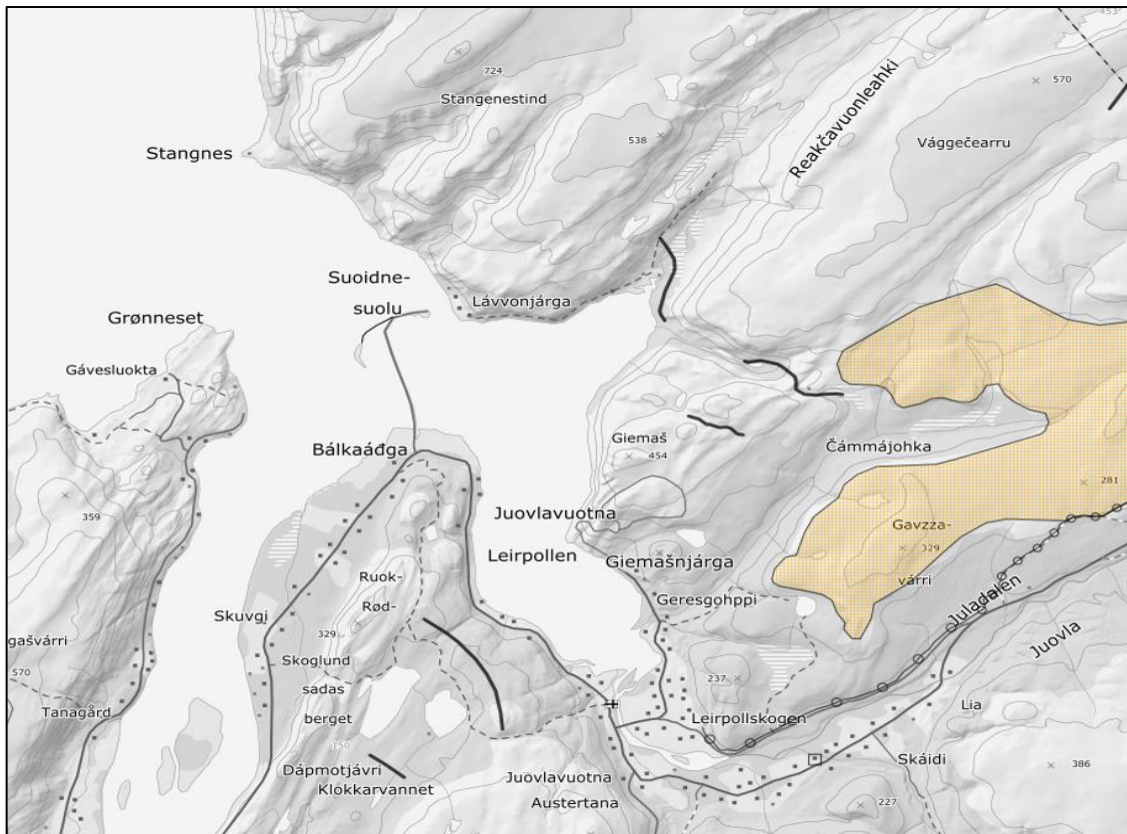 453
724
Stangenestind
570
Reakčavuonleahki
538
Vággečearru
Stangnes
Suoidne-
suolu
Lávvonjárga
Grønneset
Gávesluokta
Giemaš
454
Čámmájohka
Bálkaáđga
281
359
Juovlavuotna
Leirpollen
Gavzza-
329
várri
Giemašnjárga
Ruok-
Rød-
Geresgohppi
Juladalen
Skuvgi
329
Juovla
gašvárri
570
Skoglund
sadas
berget
237
Tanagård
Leirpollskogen
Lia
150
Dápmotjávri
Klokkarvannet
Juovlavuotna
Austertana
Skáidi
386
227